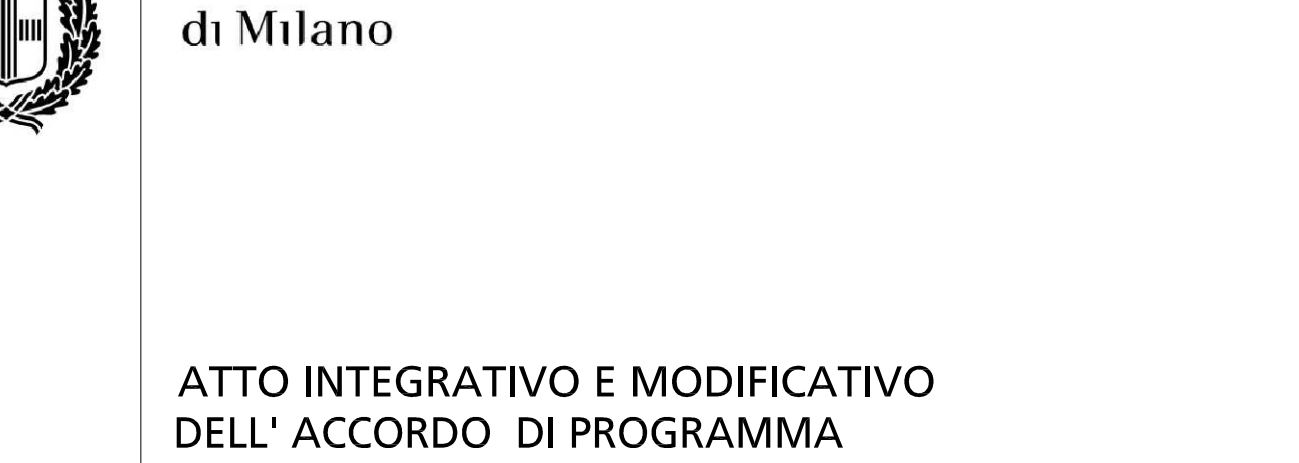 di Milano
ATTO INTEGRATIVO E MODIFICATIVO
DELL' ACCORDO DI PROGRAMMA